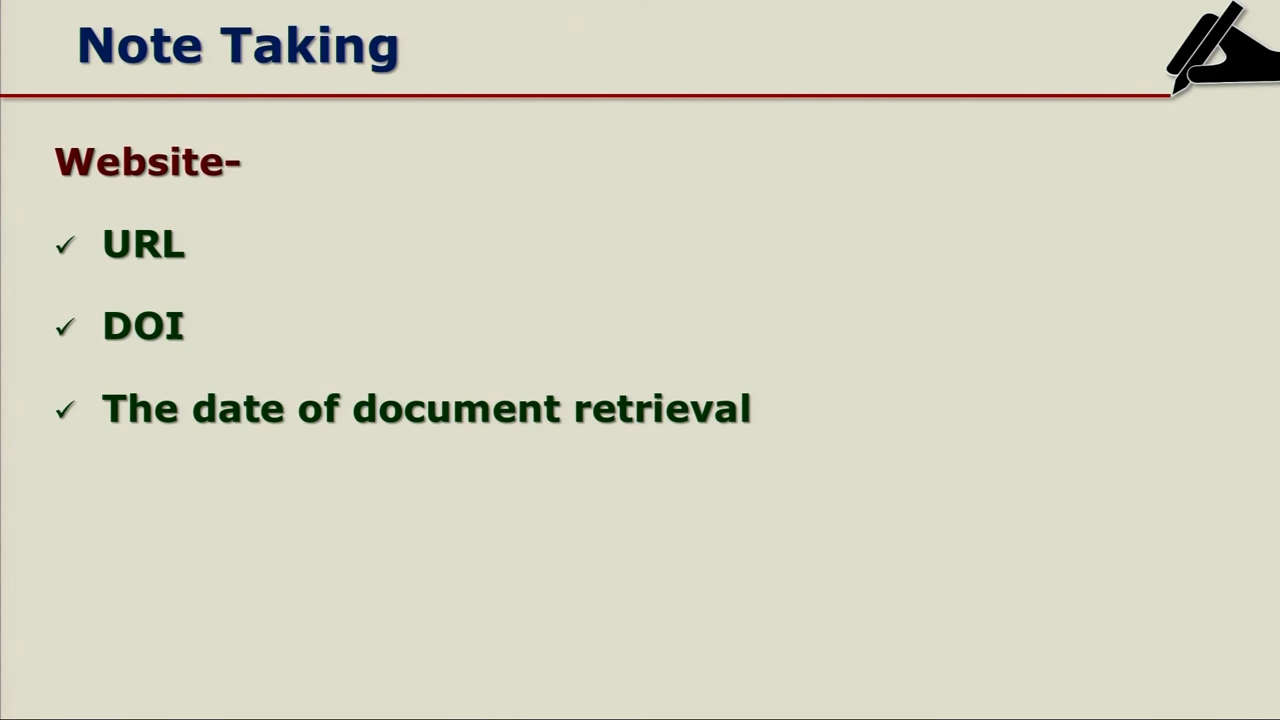 Note Taking
Website-
✓ URL
✓ DOI
✓ The date of document retrieval